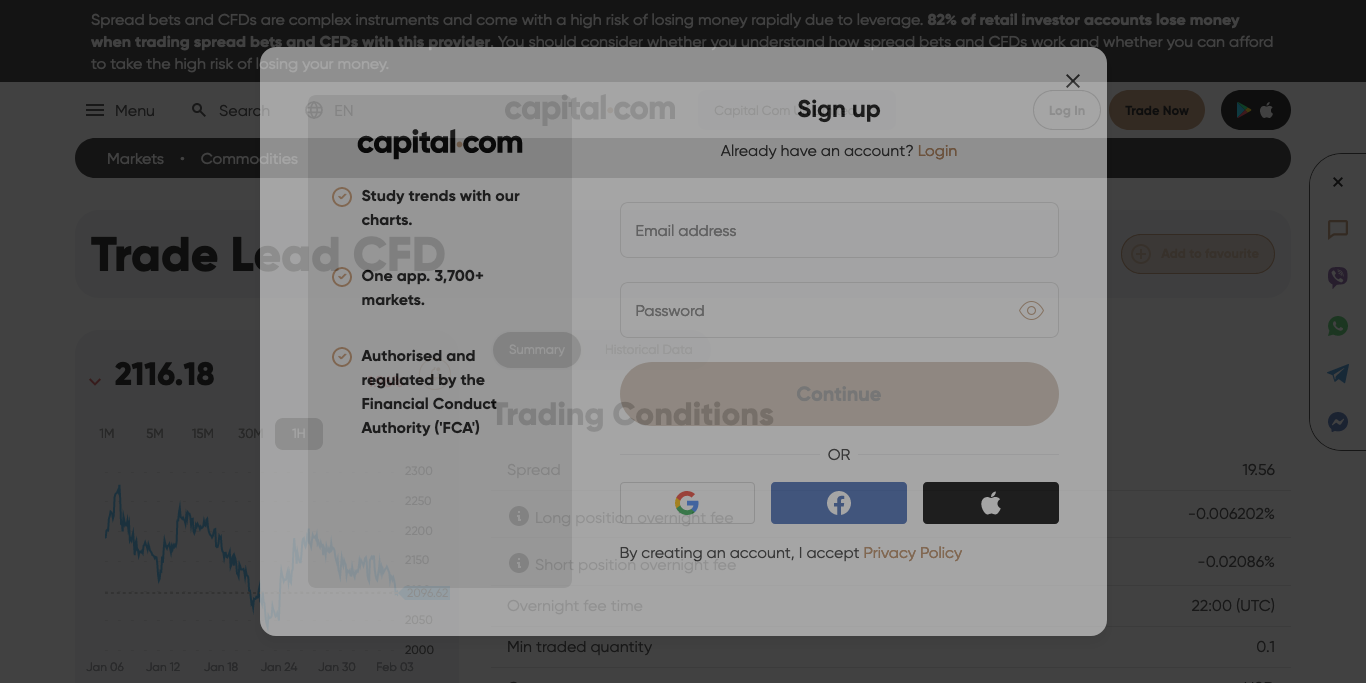 Spread bets and CFDs are complex instruments and come with a high risk of losing money rapidly due to leverage. 82% of retail investor accounts lose money
when trading spread bets and CFDs with this provider. You should consider whether you understand how spread bets and CFDs work and whether you can afford
to take the high risk of losing your money.
Menu
Search
EN
capital.com
Capital Com
Log In
Trade Now
Markets • Commodities
Trade Lead CFD
Add to favourite
2116.18
1M 5M 15M 30M 1H
2300
2250
2200
2150
2096.62
2050
2000
Jan 06 Jan 12 Jan 18 Jan 24 Jan 30 Feb 03
Summary
Historical Data
Trading Conditions
Spread 19.56
Long position overnight fee -0.006202%
Short position overnight fee -0.02086%
Overnight fee time 22:00 (UTC)
Min traded quantity 0.1
capital.com
Study trends with our
charts.
One app. 3,700+
markets.
Authorised and
regulated by the
Financial Conduct
Authority ('FCA')
Sign up
Already have an account? Login
Email address
Password
Continue
OR
By creating an account, I accept Privacy Policy